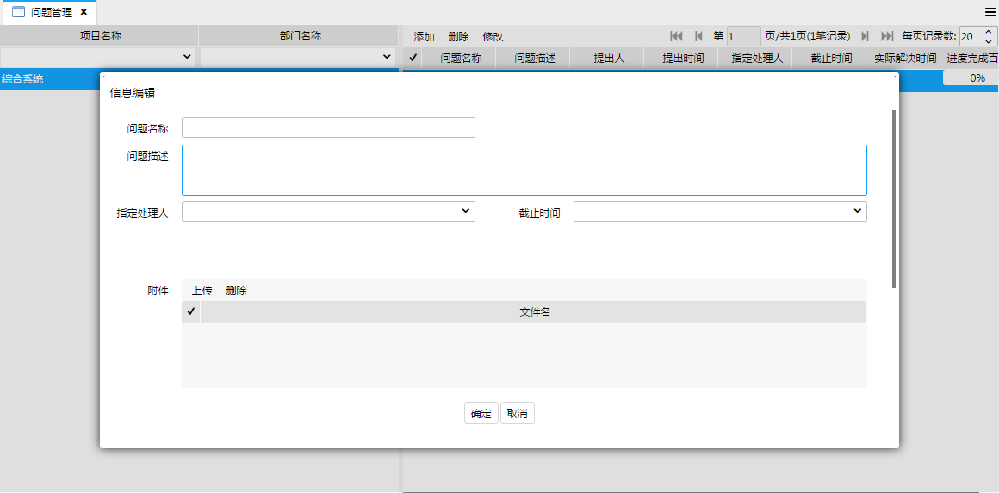 问题管理 x
项目名称 部门名称
添加 删除 修改 第 1 页/共1页(1笔记录) 每页记录数: 20
问题名称 问题描述 提出人 提出时间 指定处理人 截止时间 实际解决时间 进度完成百
综合系统 0%
信息编辑
问题名称
问题描述
指定处理人 截止时间
附件 上传 删除
文件名
确定 取消